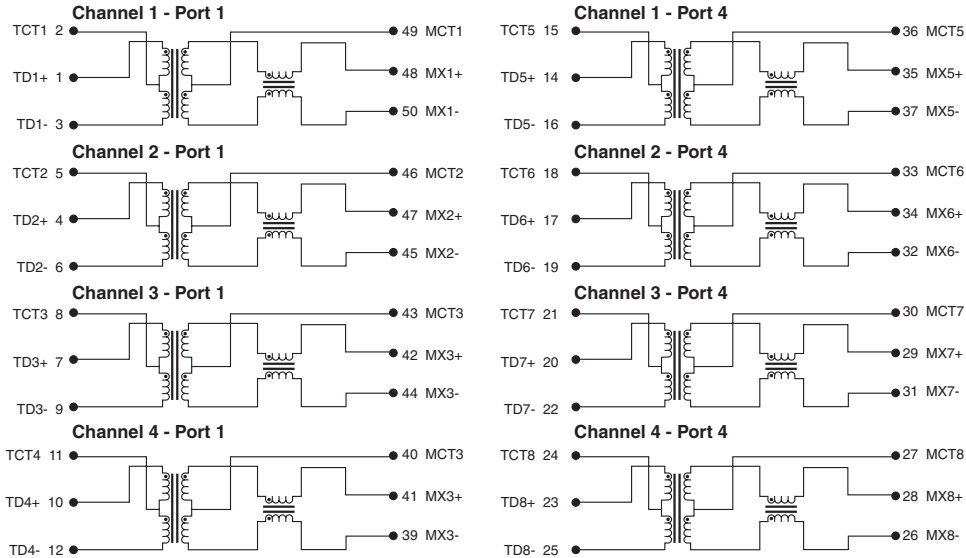 Channel 1 - Port 1
TCT1 2
49 MCT1
TD1+ 1
48 MX1+
50 MX1-
TD1- 3
Channel 2 - Port 1
TCT2 5
46 MCT2
TD2+ 4
47 MX2+
45 MX2-
TD2- 6
Channel 3 - Port 1
TCT3 8
43 MCT3
TD3+ 7
42 MX3+
44 MX3-
TD3- 9
Channel 4 - Port 1
TCT4 11
40 MCT3
TD4+ 10
41 MX3+
39 MX3-
TD4- 12
Channel 1 - Port 4
TCT5 15
36 MCT5
TD5+ 14
35 MX5+
37 MX5-
TD5- 16
Channel 2 - Port 4
TCT6 18
33 MCT6
TD6+ 17
34 MX6+
32 MX6-
TD6- 19
Channel 3 - Port 4
TCT7 21
30 MCT7
TD7+ 20
29 MX7+
31 MX7-
TD7- 22
Channel 4 - Port 4
TCT8 24
27 MCT8
TD8+ 23
28 MX8+
26 MX8-
TD8- 25